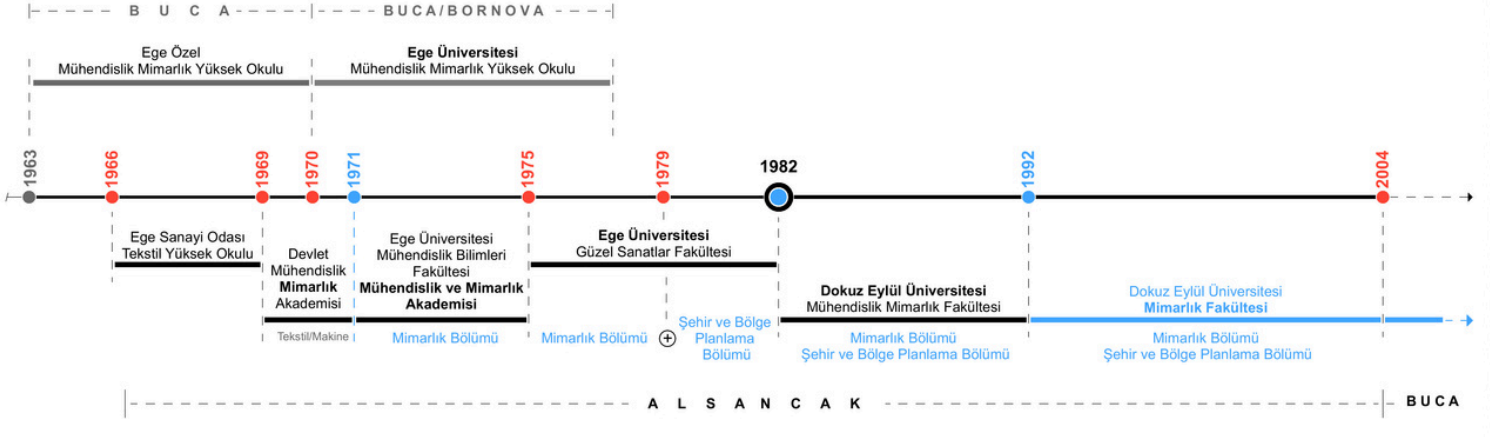 BUCA
BUCA/BORNOVA
Ege Özel
Mühendislik Mimarlık Yüksek Okulu
Ege Üniversitesi
Mühendislik Mimarlık Yüksek Okulu
1963
1966
1969
1970
1971
1975
1979
1982
1992
2004
Ege Sanayi Odası
Tekstil Yüksek Okulu
Devlet
Mühendislik
Mimarlık
Akademisi
Tekstil/Makine
Ege Üniversitesi
Mühendislik Bilimleri
Fakültesi
Mühendislik ve Mimarlık
Akademisi
Mimarlık Bölümü
Ege Üniversitesi
Güzel Sanatlar Fakültesi
Mimarlık Bölümü
+
Şehir ve Bölge
Planlama
Bölümü
Dokuz Eylül Üniversitesi
Mühendislik Mimarlık Fakültesi
Mimarlık Bölümü
Şehir ve Bölge Planlama Bölümü
Dokuz Eylül Üniversitesi
Mimarlık Fakültesi
Mimarlık Bölümü
Şehir ve Bölge Planlama Bölümü
ALSANCAK
BUCA